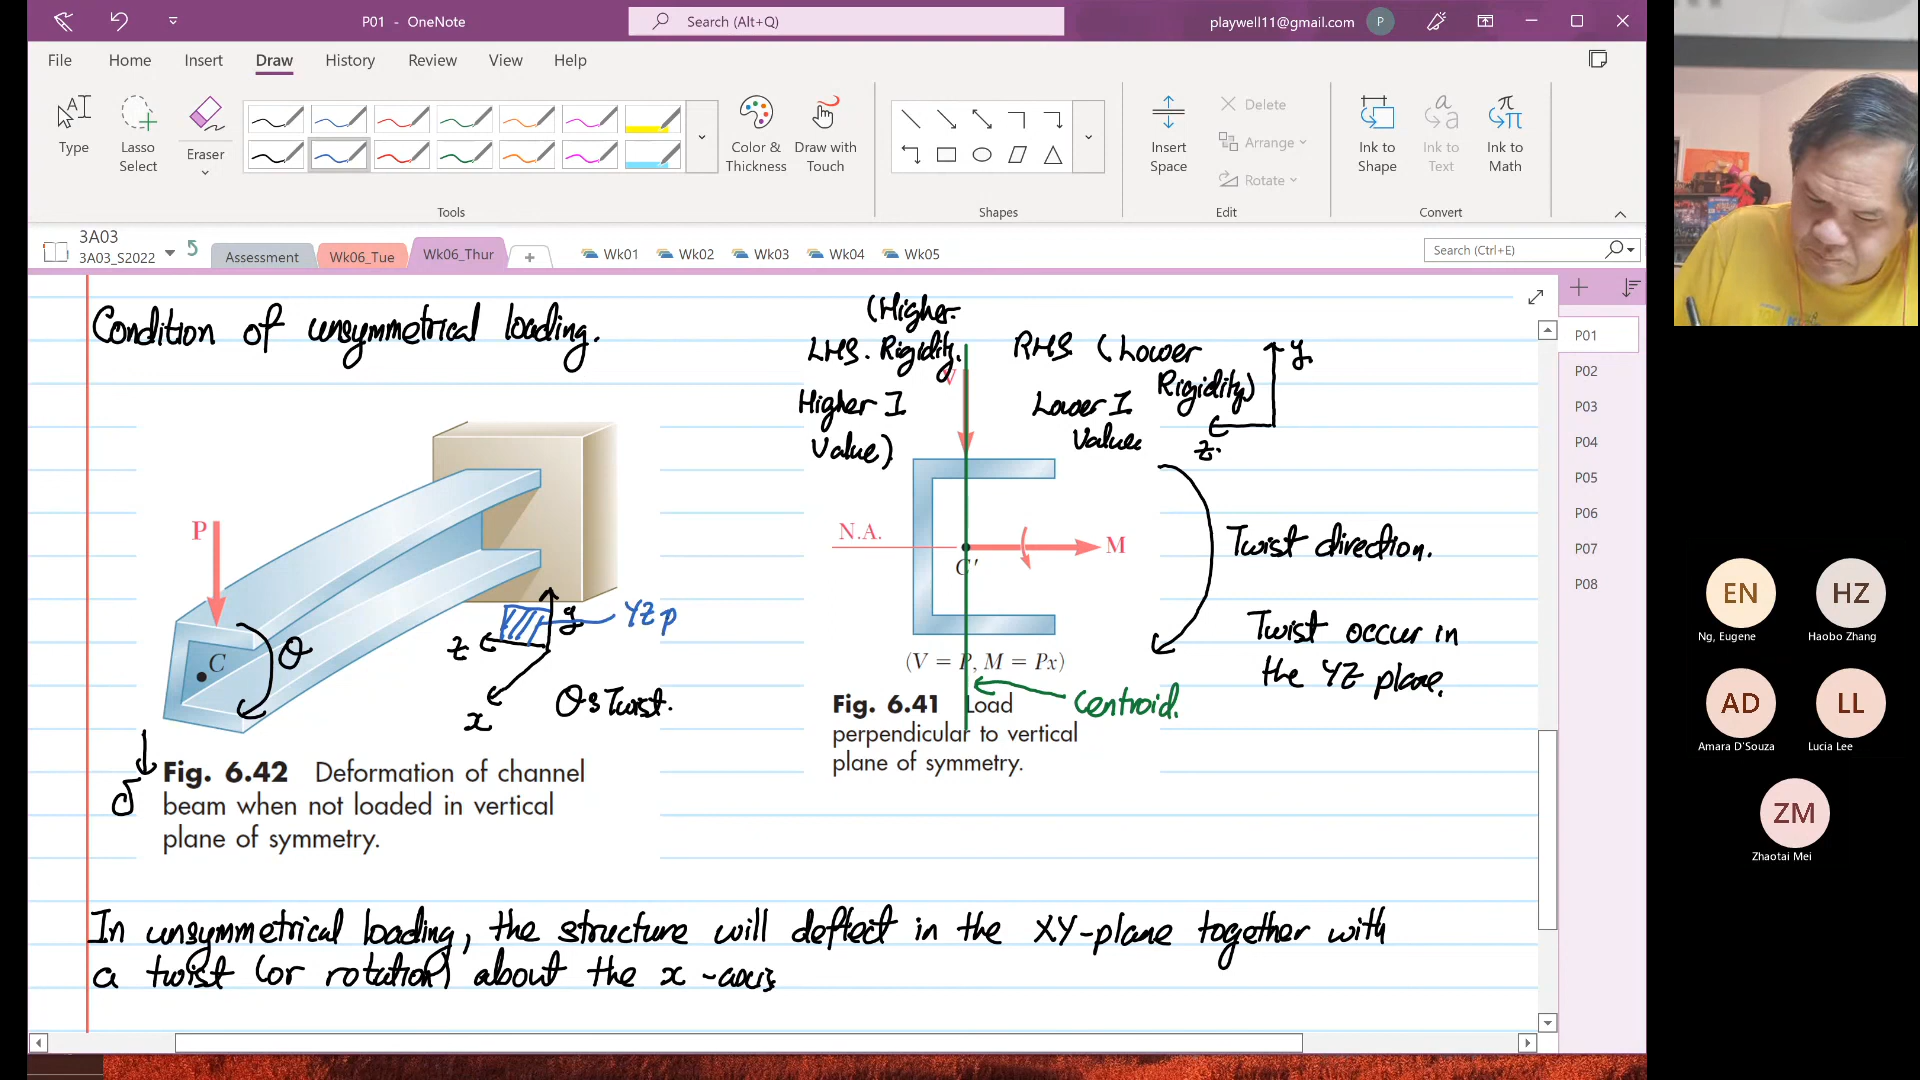 P01 - OneNote
Search (Alt+Q)
playwell11@gmail.com
P
File Home Insert Draw History Review View Help
Type
Lasso Select
Eraser
Color & Thickness
Draw with Touch
Insert Space
Delete
Arrange
Rotate
Ink to Shape
Ink to Text
Ink to Math
Tools
Shapes
Edit
Convert
3A03
3A03_S2022
Assessment
Wk06_Tue
Wk06_Thur
Wk01
Wk02
Wk03
Wk04
Wk05
Search (Ctrl+E)
P01
P02
P03
P04
P05
P06
P07
P08
Condition of unsymmetrical loading.
P
C
θ
y
z
x
YZ p
θ is Twist.
δ
Fig. 6.42 Deformation of channel
beam when not loaded in vertical
plane of symmetry.
(Higher
LHS. Rigidity.
Higher I
Value)
RHS (Lower
Rigidity)
Lower I
Value
y
z
V
N.A.
C'
M
Twist direction.
Twist occur in
the YZ plane.
(V = P, M = Px)
Centroid.
Fig. 6.41 Load
perpendicular to vertical
plane of symmetry.
In unsymmetrical loading, the structure will deflect in the XY-plane together with
a twist (or rotation) about the x-axis
EN
Ng, Eugene
HZ
Haobo Zhang
AD
Amara D'Souza
LL
Lucia Lee
ZM
Zhaotai Mei